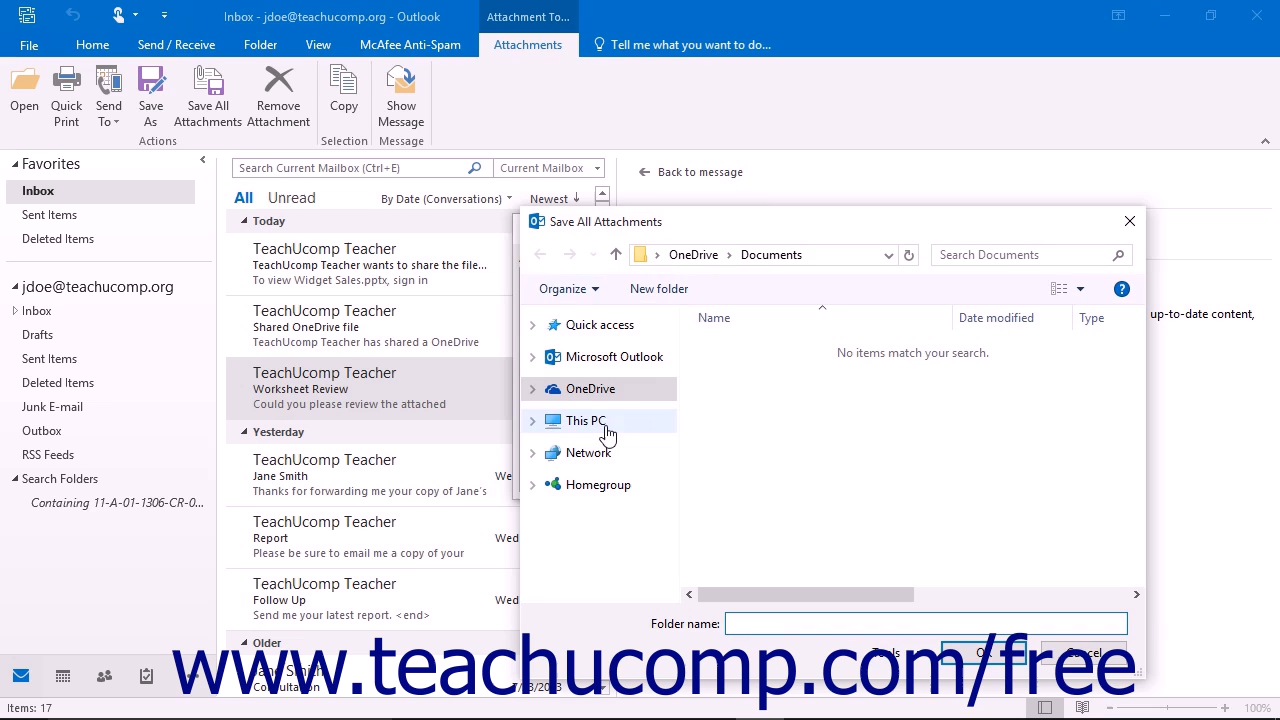 Inbox - jdoe@teachucomp.org - Outlook
Attachment To...
File Home Send / Receive Folder View McAfee Anti-Spam Attachments Tell me what you want to do...
Open
Quick Print
Send To
Save As
Save All Attachments
Remove Attachment
Copy
Show Message
Actions
Selection
Message
Favorites
Inbox
Sent Items
Deleted Items
jdoe@teachucomp.org
Inbox
Drafts
Sent Items
Deleted Items
Junk E-mail
Outbox
RSS Feeds
Search Folders
Containing 11-A-01-1306-CR-0...
Search Current Mailbox (Ctrl+E) Current Mailbox
All Unread By Date (Conversations) Newest
Today
TeachUcomp Teacher
TeachUcomp Teacher wants to share the file...
To view Widget Sales.pptx, sign in
TeachUcomp Teacher
Shared OneDrive file
TeachUcomp Teacher has shared a OneDrive
TeachUcomp Teacher
Worksheet Review
Could you please review the attached
Yesterday
TeachUcomp Teacher
Jane Smith We
Thanks for forwarding me your copy of Jane's
TeachUcomp Teacher
Report Wed
Please be sure to email me a copy of your
TeachUcomp Teacher
Follow Up Wed
Send me your latest report. <end>
Older
Jane Smith
Consultation
Back to message
up-to-date content,
Save All Attachments
OneDrive Documents Search Documents
Organize New folder
Quick access
Microsoft Outlook
OneDrive
This PC
Network
Homegroup
Name Date modified Type
No items match your search.
Folder name:
Tools OK Cancel
www.teachucomp.com/free
Items: 17
100%